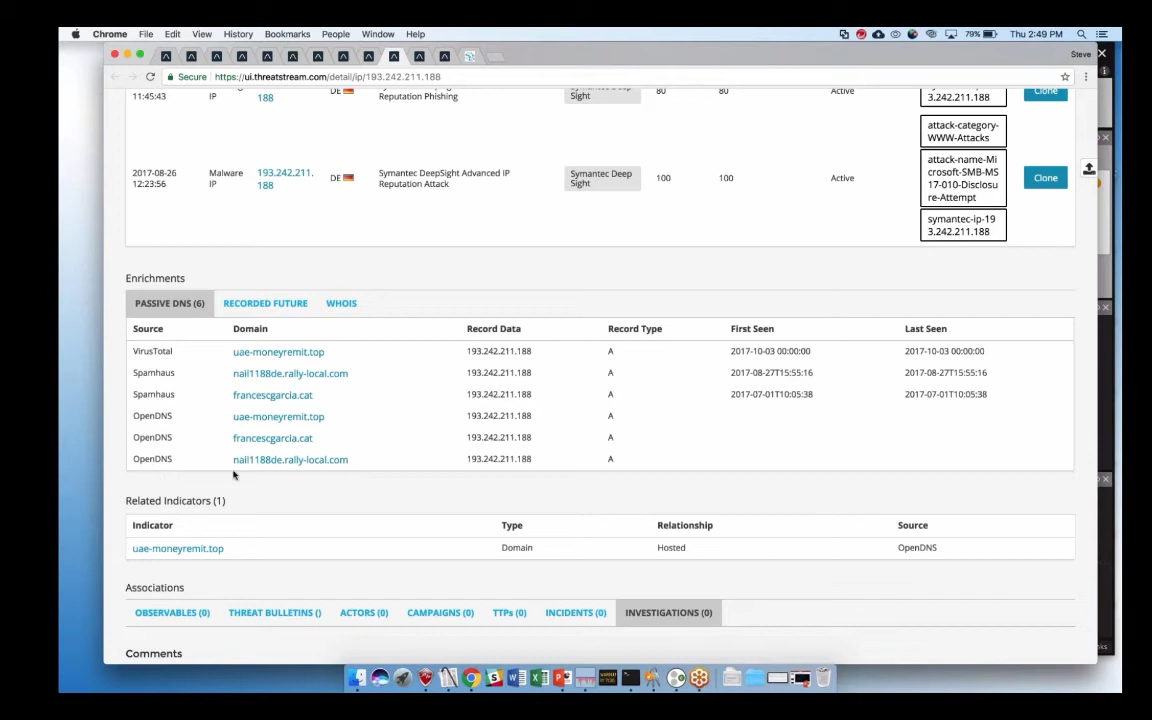 Chrome File Edit View History Bookmarks People Window Help 79% Thu 2:49 PM
Steve
Secure https://ui.threatstream.com/detail/ip/193.242.211.188
11:45:43 IP 188 DE Reputation Phishing Sight 80 80 Active 3.242.211.188 Clone
attack-category-
WWW-Attacks
2017-08-26 Malware 193.242.211. DE Symantec DeepSight Advanced IP Symantec Deep 100 100 Active attack-name-Mi Clone
12:23:56 IP 188 Reputation Attack Sight crosoft-SMB-MS
17-010-Disclosu
re-Attempt
symantec-ip-19
3.242.211.188
Enrichments
PASSIVE DNS (6) RECORDED FUTURE WHOIS
Source Domain Record Data Record Type First Seen Last Seen
VirusTotal uae-moneyremit.top 193.242.211.188 A 2017-10-03 00:00:00 2017-10-03 00:00:00
Spamhaus nail1188de.rally-local.com 193.242.211.188 A 2017-08-27T15:55:16 2017-08-27T15:55:16
Spamhaus francescgarcia.cat 193.242.211.188 A 2017-07-01T10:05:38 2017-07-01T10:05:38
OpenDNS uae-moneyremit.top 193.242.211.188 A
OpenDNS francescgarcia.cat 193.242.211.188 A
OpenDNS nail1188de.rally-local.com 193.242.211.188 A
Related Indicators (1)
Indicator Type Relationship Source
uae-moneyremit.top Domain Hosted OpenDNS
Associations
OBSERVABLES (0) THREAT BULLETINS () ACTORS (0) CAMPAIGNS (0) TTPs (0) INCIDENTS (0) INVESTIGATIONS (0)
Comments